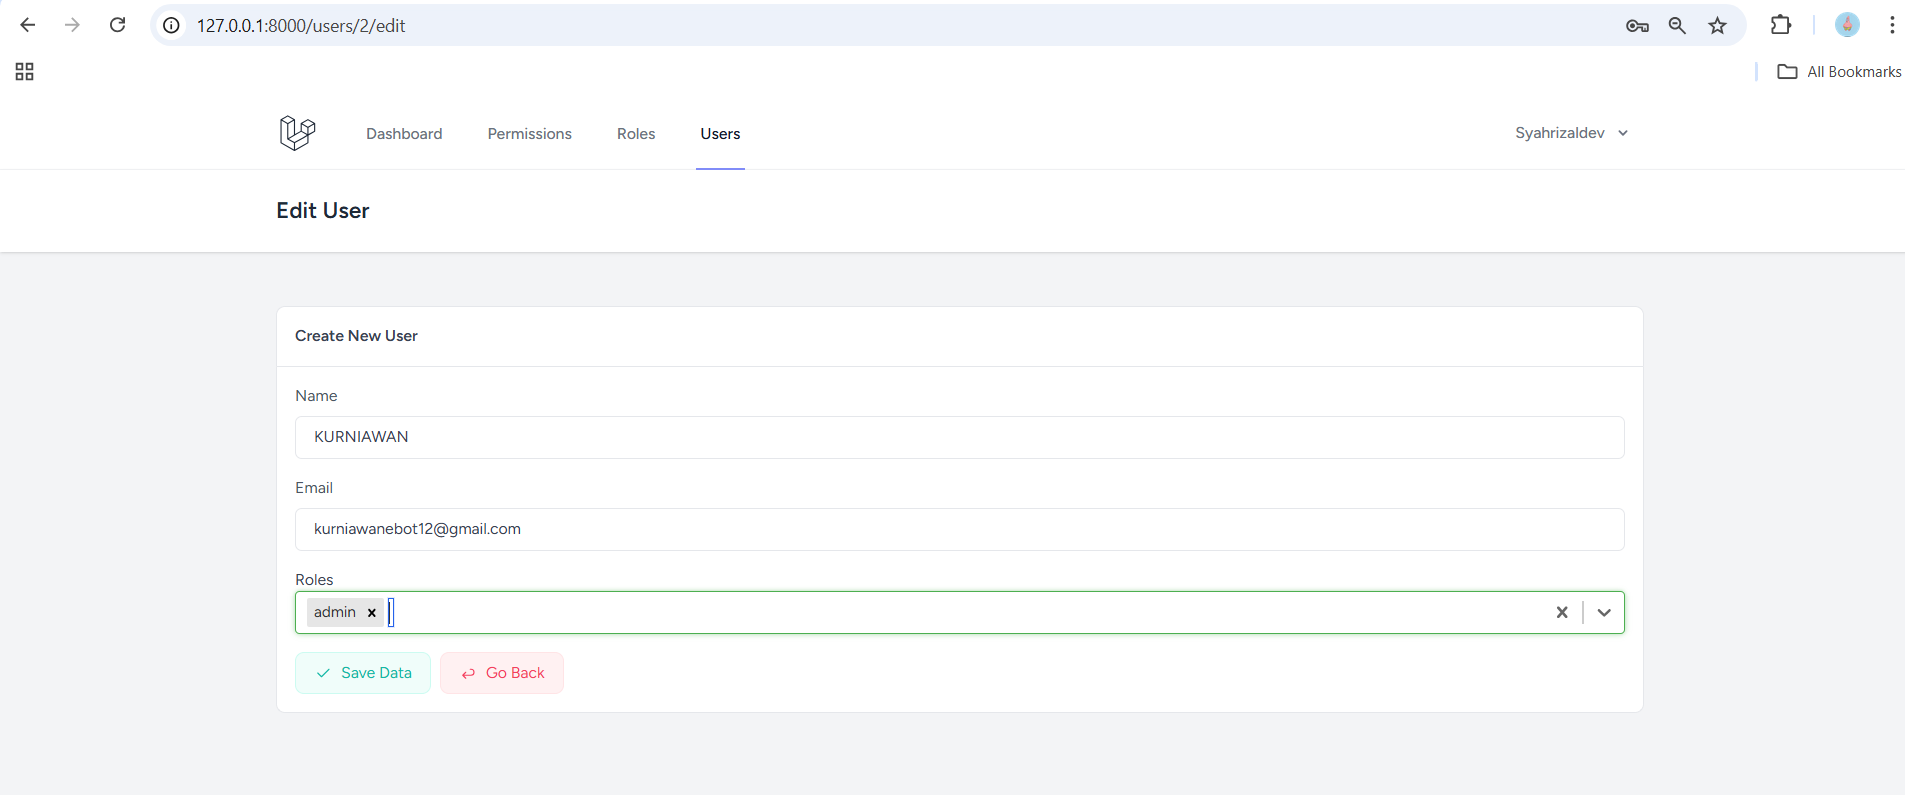 127.0.0.1:8000/users/2/edit
All Bookmarks
Dashboard Permissions Roles Users Syahrizaldev
Edit User
Create New User
Name
KURNIAWAN
Email
kurniawanebot12@gmail.com
Roles
admin
Save Data Go Back